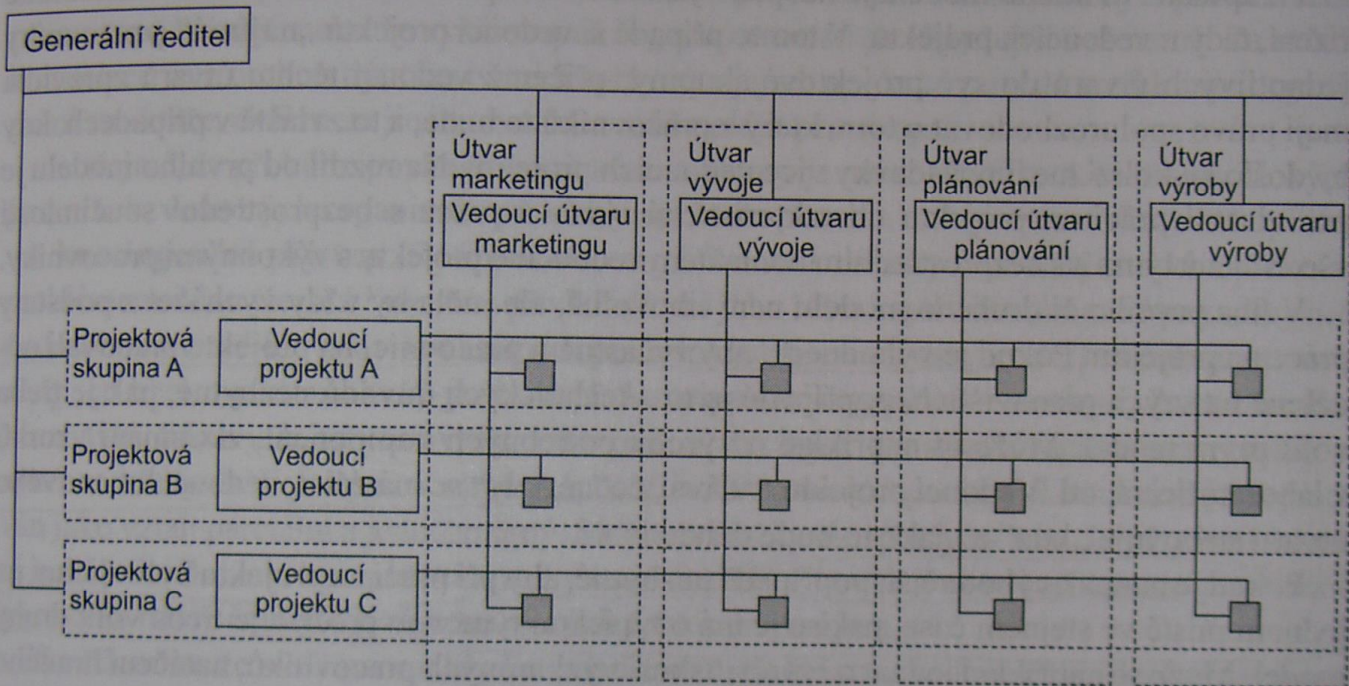 Generální ředitel
Útvar
marketingu
Vedoucí útvaru
marketingu
Útvar
vývoje
Vedoucí útvaru
vývoje
Útvar
plánování
Vedoucí útvaru
plánování
Útvar
výroby
Vedoucí útvaru
výroby
Projektová
skupina A
Vedoucí
projektu A
Projektová
skupina B
Vedoucí
projektu B
Projektová
skupina C
Vedoucí
projektu C